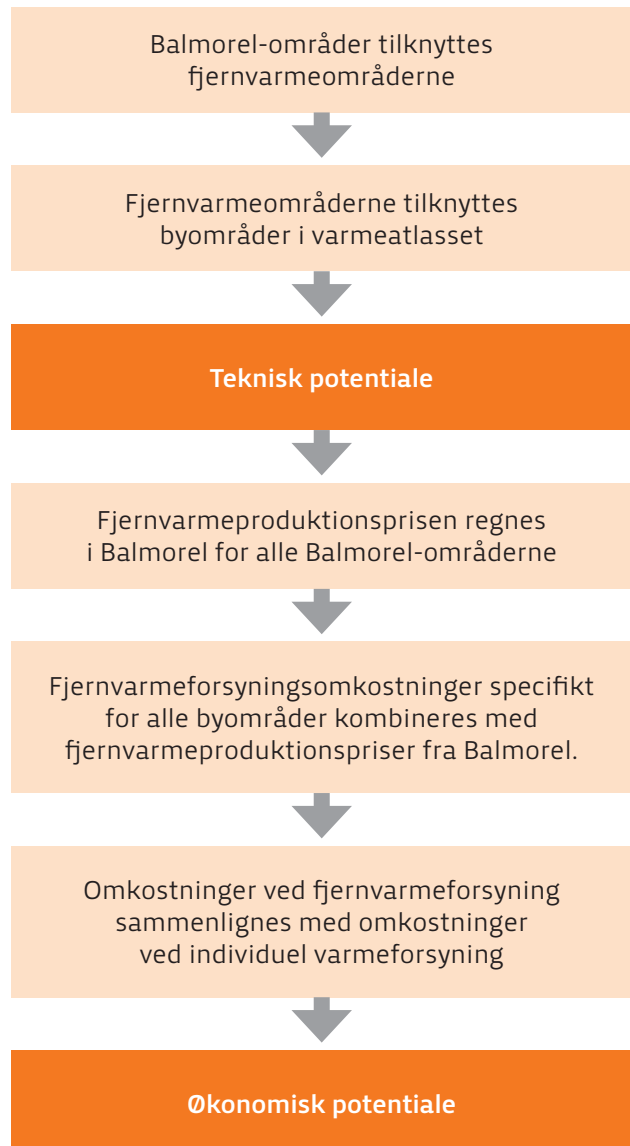 Balmorel-områder tilknyttes
fjernvarmeområderne
Fjernvarmeområderne tilknyttes
byområder i varmeatlasset
Teknisk potentiale
Fjernvarmeproduktionsprisen regnes
i Balmorel for alle Balmorel-områderne
Fjernvarmeforsyningsomkostninger specifikt
for alle byområder kombineres med
fjernvarmeproduktionspriser fra Balmorel.
Omkostninger ved fjernvarmeforsyning
sammenlignes med omkostninger
ved individuel varmeforsyning
Økonomisk potentiale